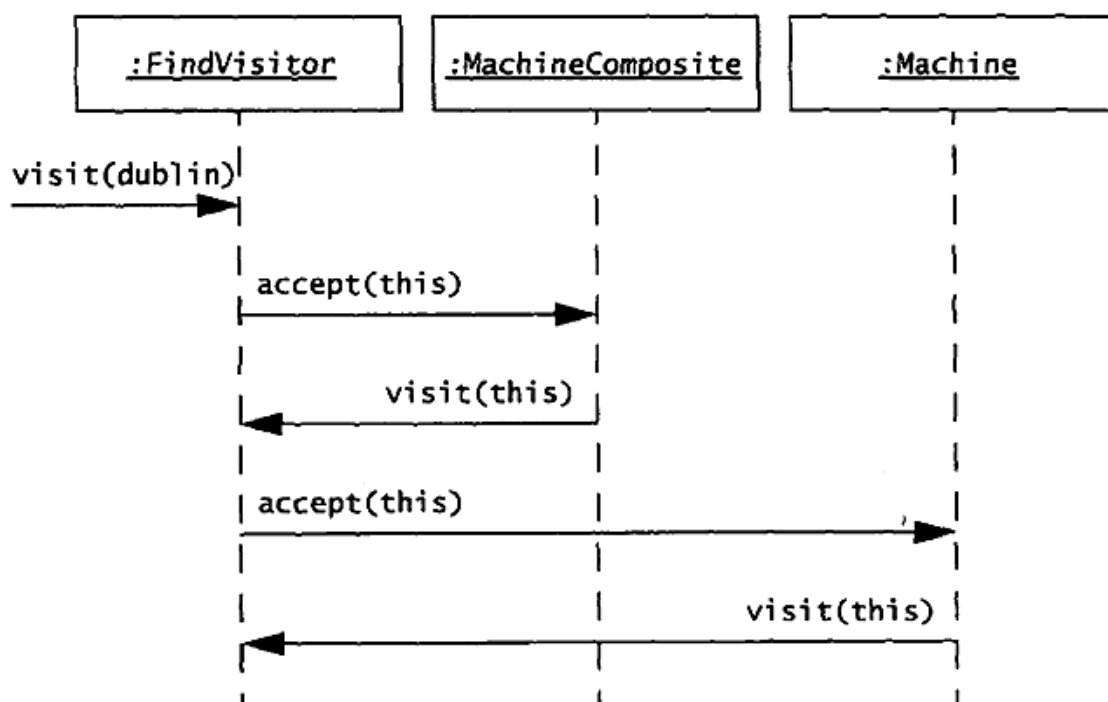 :FindVisitor :MachineComposite :Machine
visit(dublin)
accept(this)
visit(this)
accept(this)
visit(this)